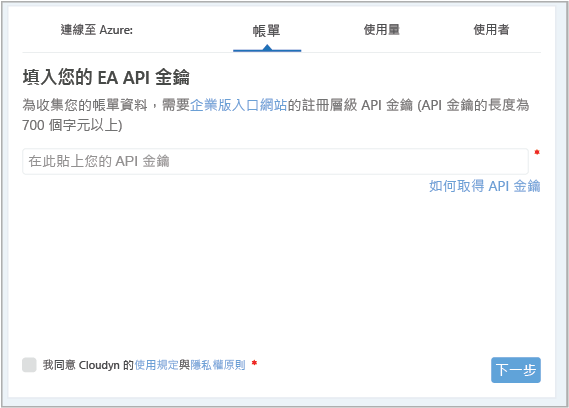 連線至 Azure: 帳單 使用量 使用者
填入您的 EA API 金鑰
為收集您的帳單資料，需要企業版入口網站的註冊層級 API 金鑰 (API 金鑰的長度為
700 個字元以上)
在此貼上您的 API 金鑰 *
如何取得 API 金鑰
我同意 Cloudyn 的使用規定與隱私權原則 *
下一步